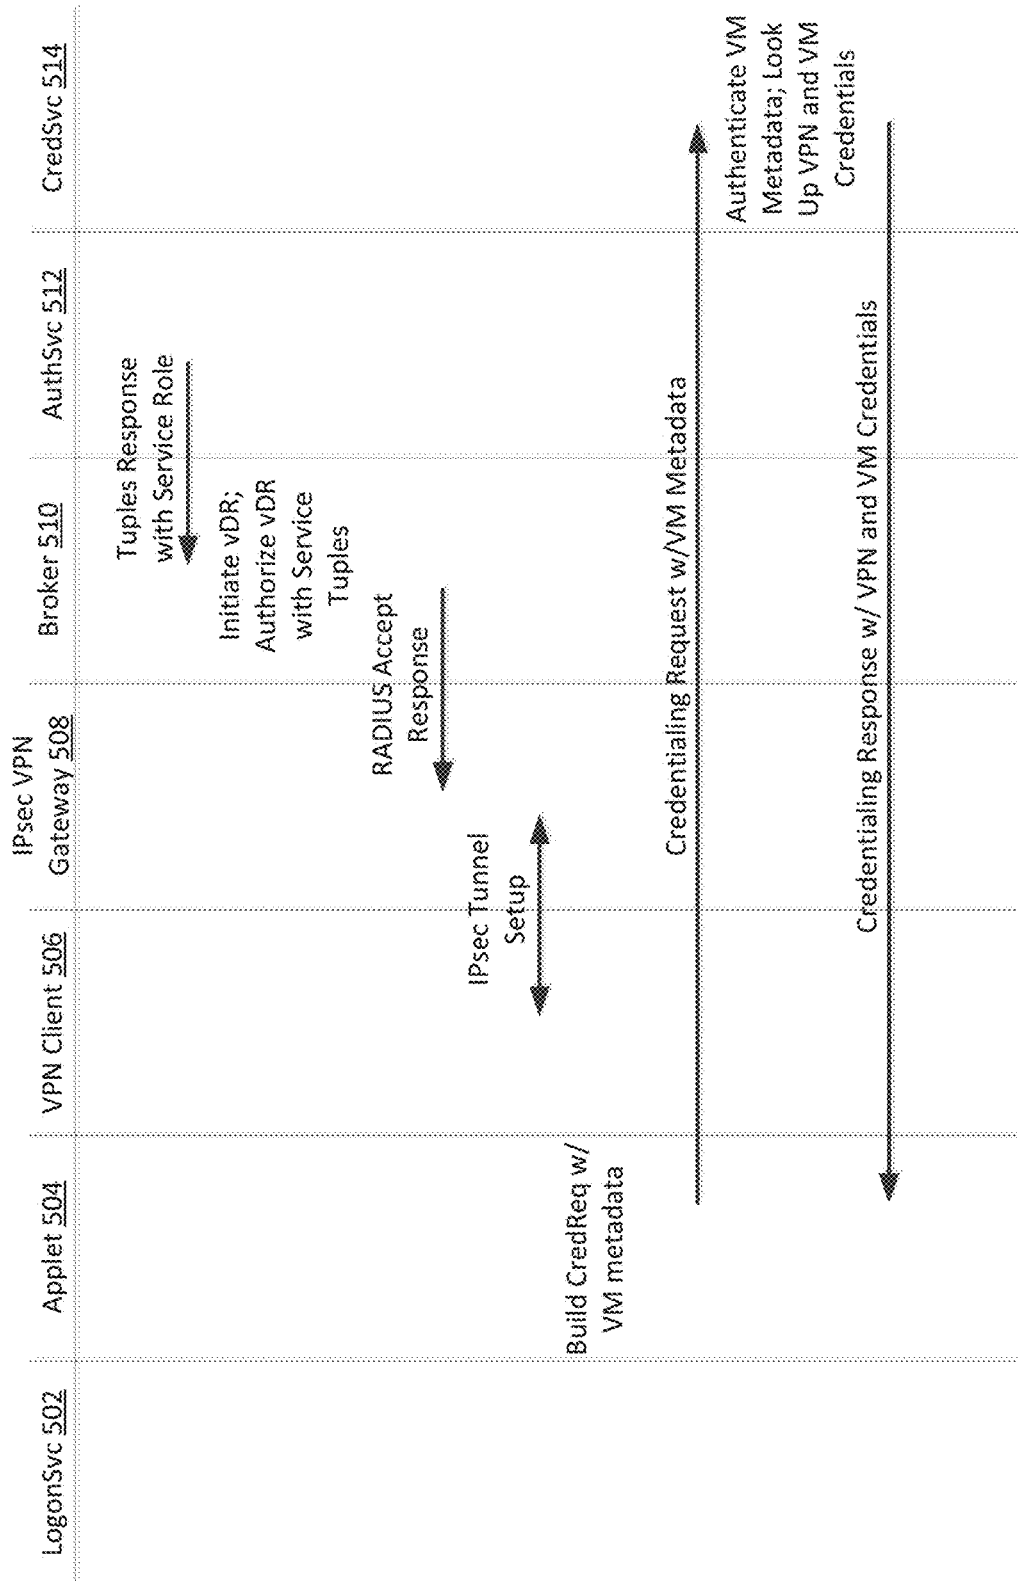 LogonSvc 502
Applet 504
VPN Client 506
IPsec VPN
Gateway 508
Broker 510
AuthSvc 512
CredSvc 514
Tuples Response
with Service Role
Initiate vDR;
Authorize vDR
with Service
Tuples
RADIUS Accept
Response
IPsec Tunnel
Setup
Build CredReq w/
VM metadata
Credentialing Request w/VM Metadata
Authenticate VM
Metadata; Look
Up VPN and VM
Credentials
Credentialing Response w/ VPN and VM Credentials